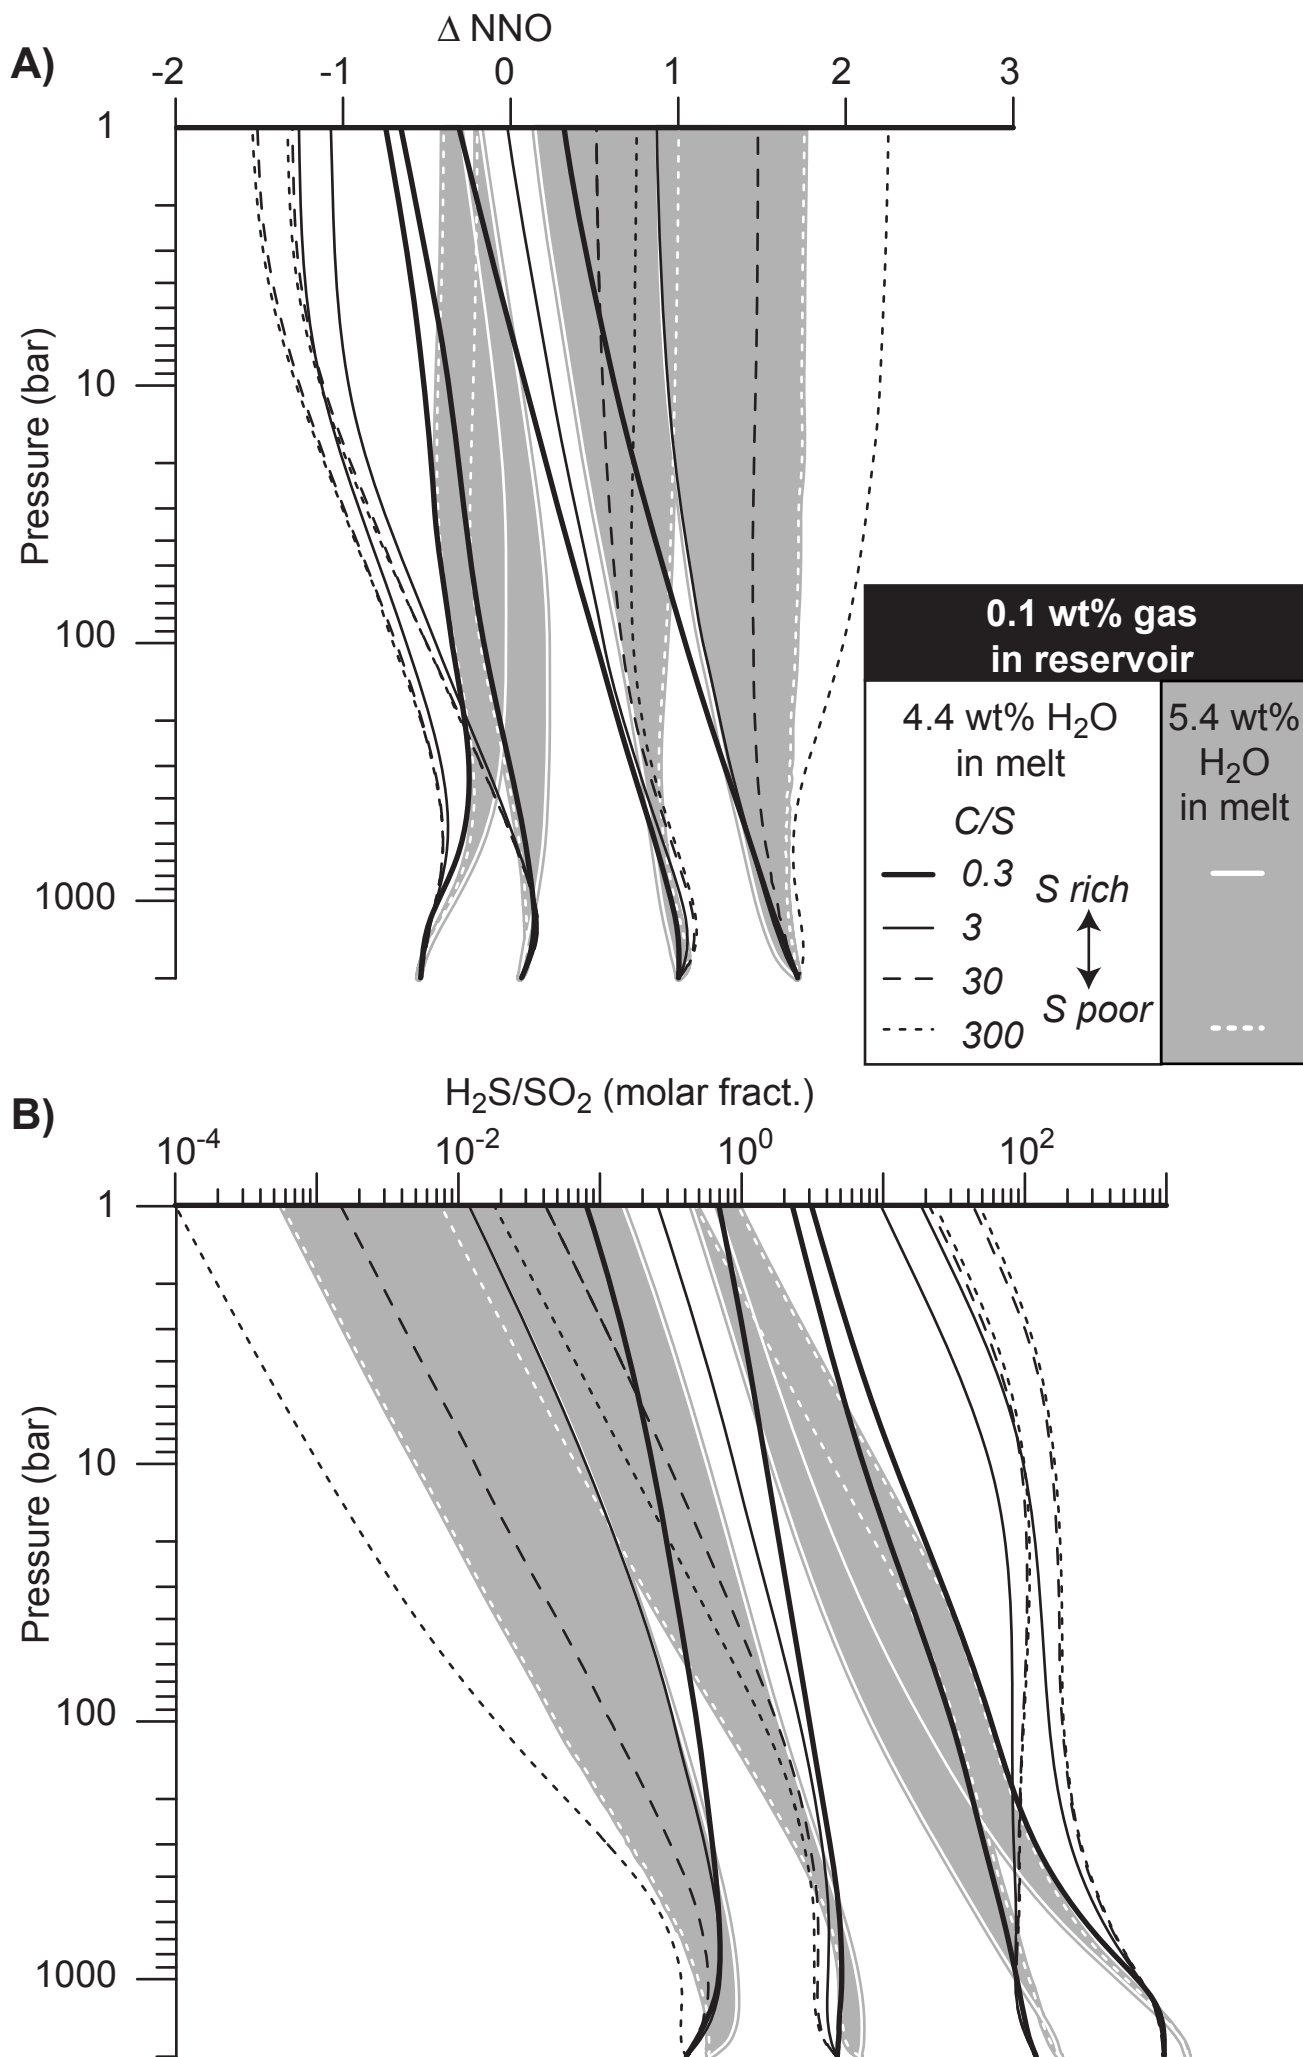 A)
Δ NNO
-2 -1 0 1 2 3
Pressure (bar)
1
10
100
1000
0.1 wt% gas
in reservoir
4.4 wt% H₂O
in melt
C/S
0.3
3
30
300
S rich
S poor
5.4 wt%
H₂O
in melt
B)
H₂S/SO₂ (molar fract.)
10⁻⁴ 10⁻² 10⁰ 10²
Pressure (bar)
1
10
100
1000